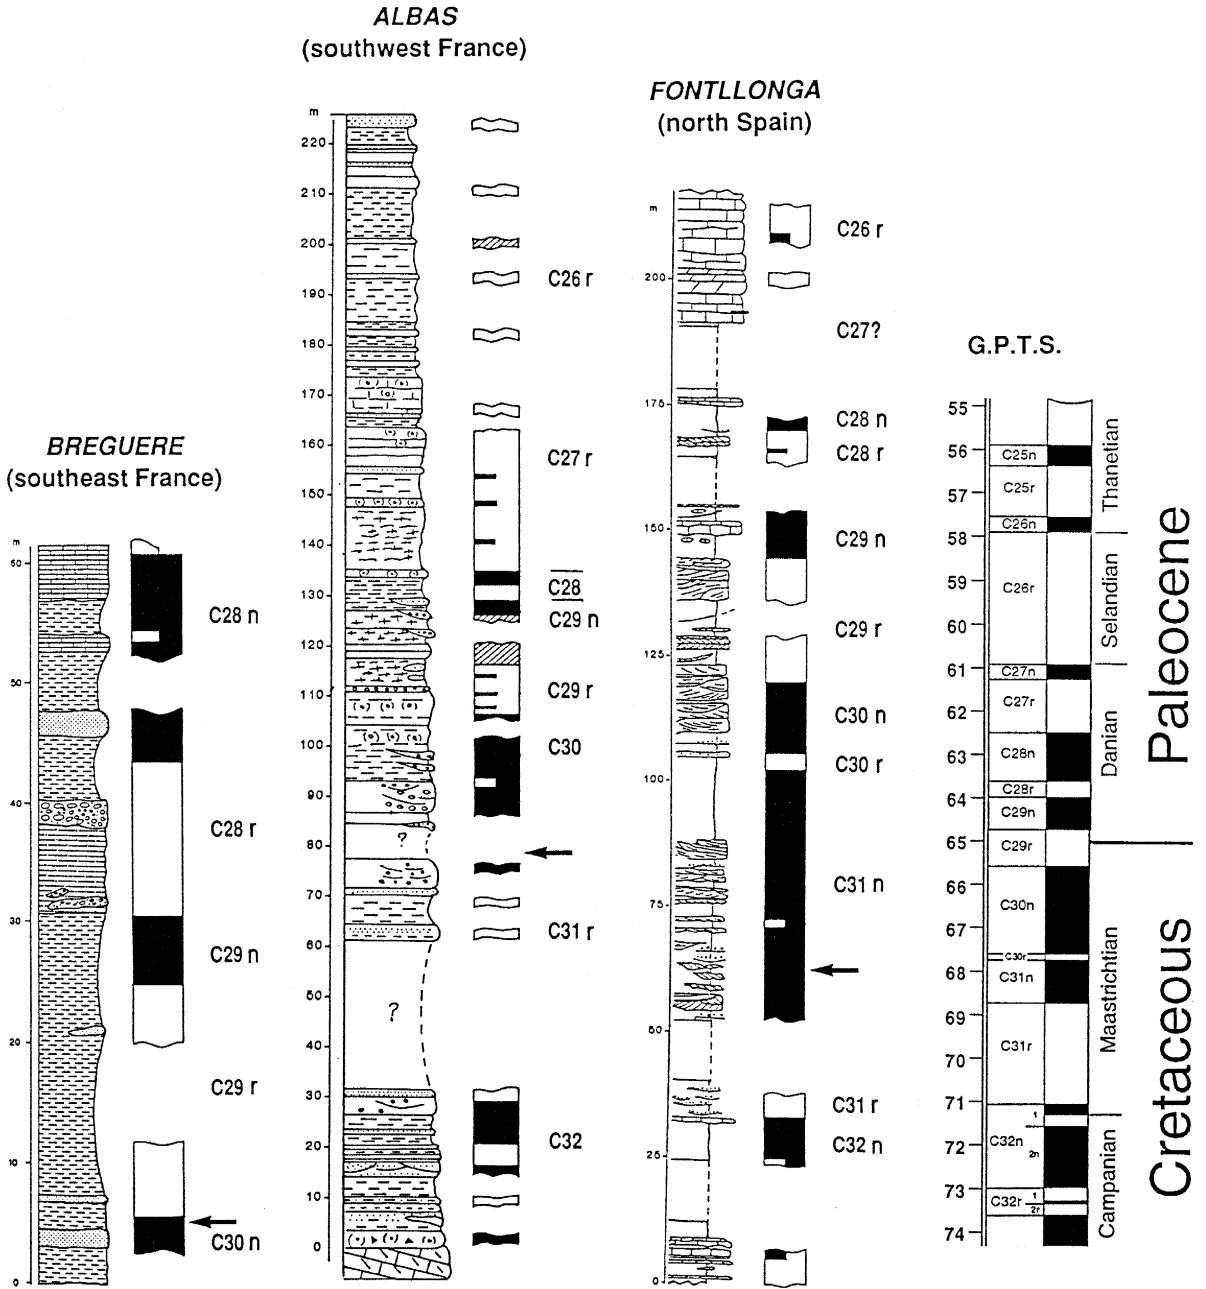 ALBAS
(southwest France)
m
220
210
200
190
180
170
160
150
140
130
120
110
100
90
80
70
60
50
40
30
20
10
0
?
?
C26 r
C27 r
C28
C29 n
C29 r
C30
C31 r
C32
FONTLLONGA
(north Spain)
m
200
175
150
125
100
75
50
25
0
C26 r
C27?
C28 n
C28 r
C29 n
C29 r
C30 n
C30 r
C31 n
C31 r
C32 n
BREGUERE
(southeast France)
m
60
50
40
30
20
10
0
C28 n
C28 r
C29 n
C29 r
C30 n
G.P.T.S.
55
56
57
58
59
60
61
62
63
64
65
66
67
68
69
70
71
72
73
74
C25n
C25r
C26n
C26r
C27n
C27r
C28n
C28r
C29n
C29r
C30n
C30r
C31n
C31r
1
C32n
2n
1
C32r
2r
Thanetian
Selandian
Danian
Maastrichtian
Campanian
Paleocene
Cretaceous